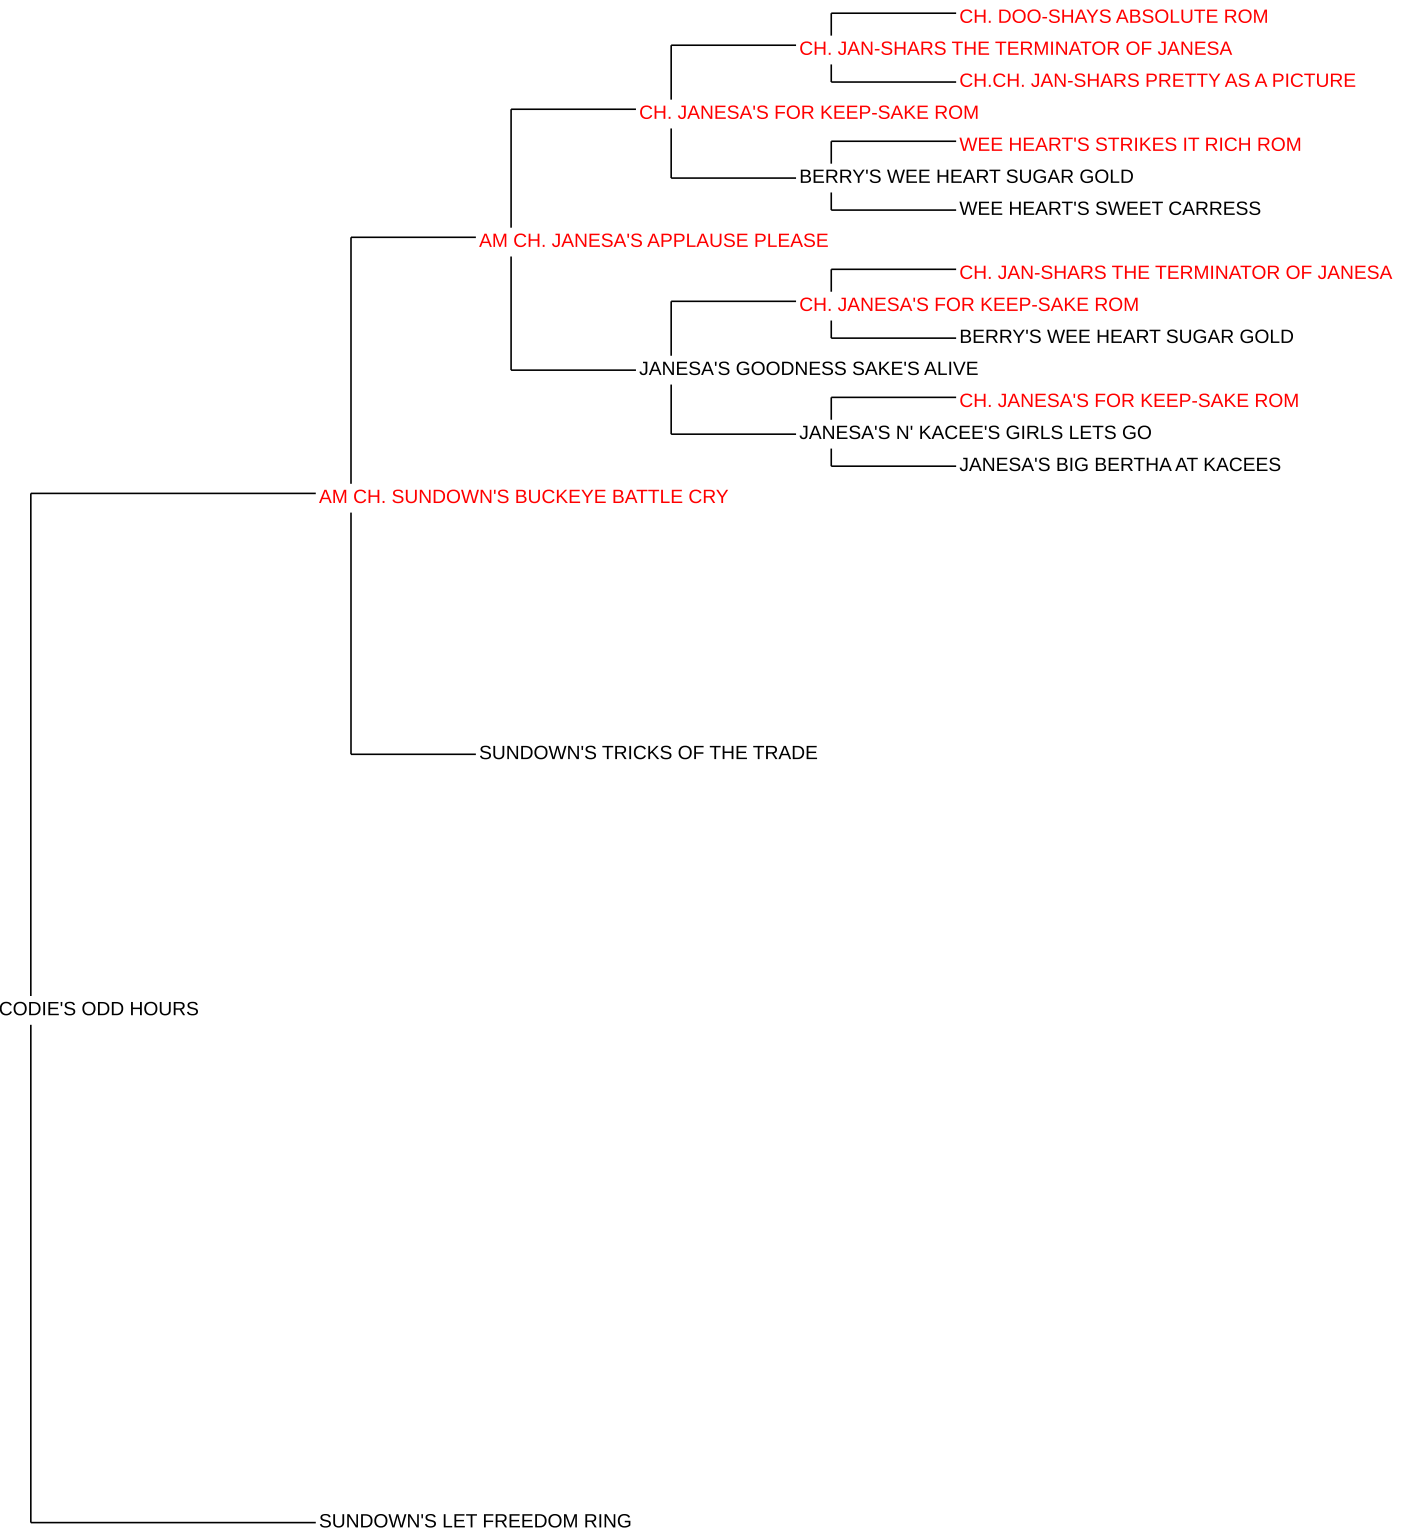 CH. DOO-SHAYS ABSOLUTE ROM
CH. JAN-SHARS THE TERMINATOR OF JANESA
CH.CH. JAN-SHARS PRETTY AS A PICTURE
CH. JANESA'S FOR KEEP-SAKE ROM
WEE HEART'S STRIKES IT RICH ROM
BERRY'S WEE HEART SUGAR GOLD
WEE HEART'S SWEET CARRESS
AM CH. JANESA'S APPLAUSE PLEASE
CH. JAN-SHARS THE TERMINATOR OF JANESA
CH. JANESA'S FOR KEEP-SAKE ROM
BERRY'S WEE HEART SUGAR GOLD
JANESA'S GOODNESS SAKE'S ALIVE
CH. JANESA'S FOR KEEP-SAKE ROM
JANESA'S N' KACEE'S GIRLS LETS GO
JANESA'S BIG BERTHA AT KACEES
AM CH. SUNDOWN'S BUCKEYE BATTLE CRY
SUNDOWN'S TRICKS OF THE TRADE
CODIE'S ODD HOURS
SUNDOWN'S LET FREEDOM RING